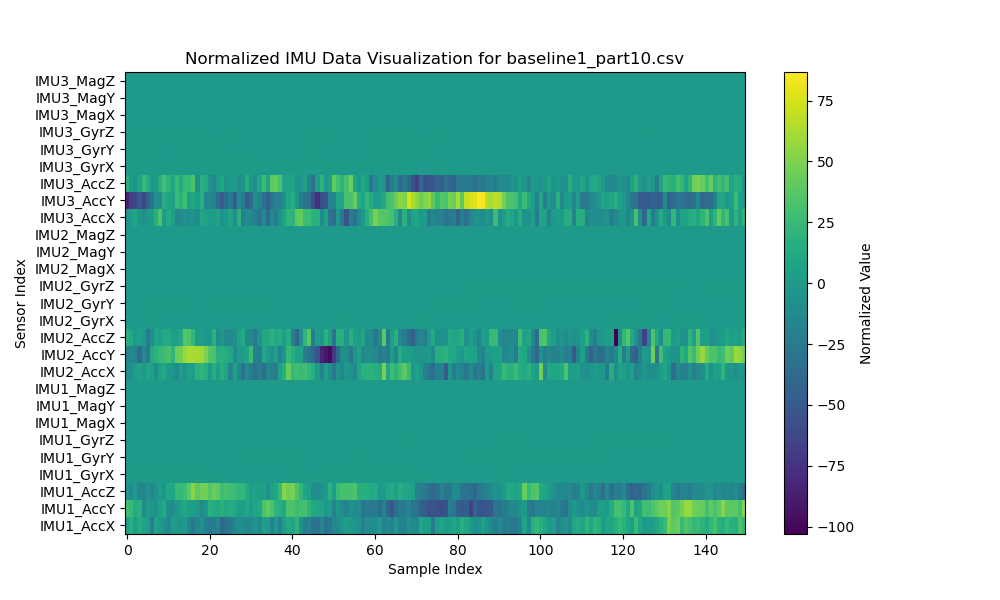 Normalized IMU Data Visualization for baseline1_part10.csv
IMU3_MagZ
IMU3_MagY
IMU3_MagX
IMU3_GyrZ
IMU3_GyrY
IMU3_GyrX
IMU3_AccZ
IMU3_AccY
IMU3_AccX
IMU2_MagZ
IMU2_MagY
IMU2_MagX
IMU2_GyrZ
IMU2_GyrY
IMU2_GyrX
IMU2_AccZ
IMU2_AccY
IMU2_AccX
IMU1_MagZ
IMU1_MagY
IMU1_MagX
IMU1_GyrZ
IMU1_GyrY
IMU1_GyrX
IMU1_AccZ
IMU1_AccY
IMU1_AccX
Sensor Index
0 20 40 60 80 100 120 140
Sample Index
75
50
25
0
−25
−50
−75
−100
Normalized Value